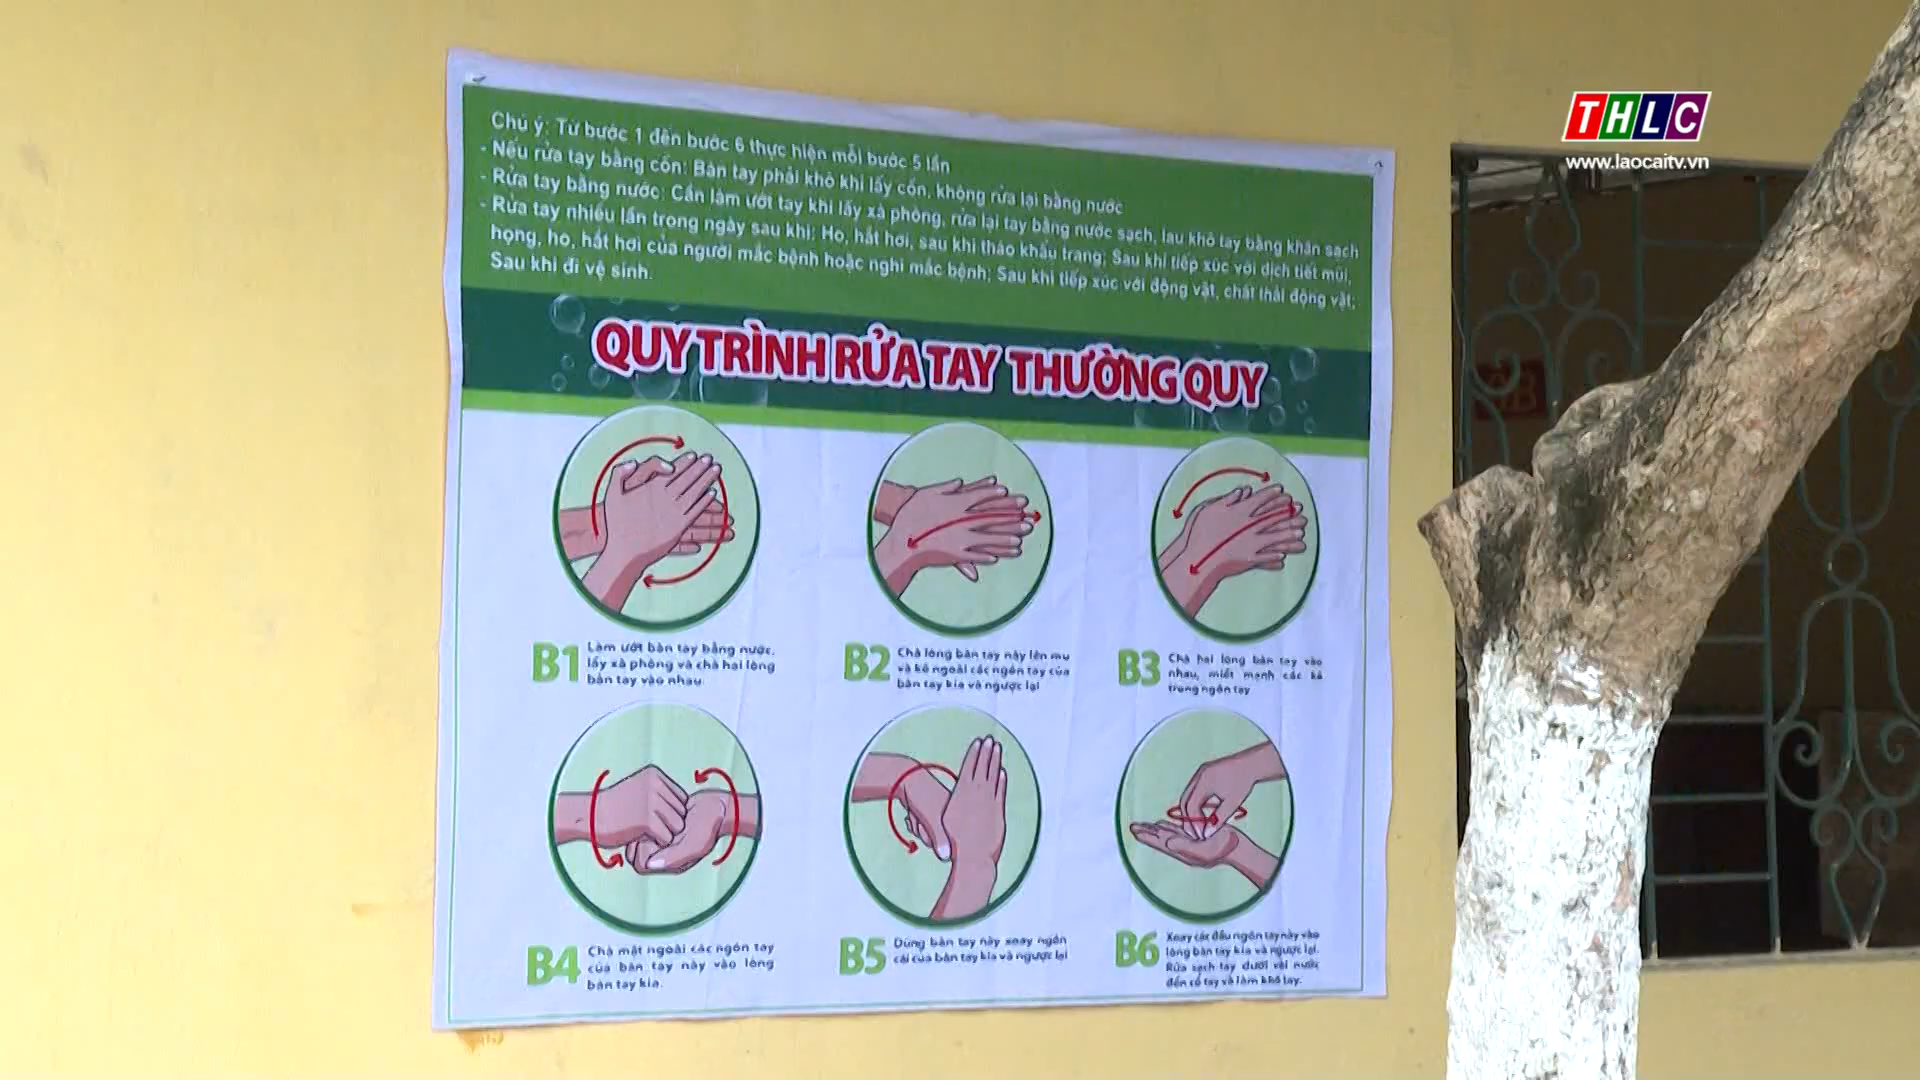 THLC
www.laocaitv.vn
Chú ý: Từ bước 1 đến bước 6 thực hiện mỗi bước 5 lần
- Nếu rửa tay bằng cồn: Bàn tay phải khô khi lấy cồn, không rửa lại bằng nước
- Rửa tay bằng nước: Cần làm ướt tay khi lấy xà phòng, rửa lại tay bằng nước sạch, lau khô tay bằng khăn sạch
- Rửa tay nhiều lần trong ngày sau khi: Ho, hắt hơi, sau khi tháo khẩu trang; Sau khi tiếp xúc với dịch tiết mũi,
họng, ho, hắt hơi của người mắc bệnh hoặc nghi mắc bệnh; Sau khi tiếp xúc với động vật, chất thải động vật;
Sau khi đi vệ sinh.
QUY TRÌNH RỬA TAY THƯỜNG QUY
B1 Làm ướt bàn tay bằng nước,
lấy xà phòng và chà hai lòng
bàn tay vào nhau.
B2 Chà lòng bàn tay này lên mu
và kẽ ngoài các ngón tay của
bàn tay kia và ngược lại
B3 Chà hai lòng bàn tay vào
nhau, miết mạnh các kẽ
trong ngón tay
B4 Chà mặt ngoài các ngón tay
của bàn tay này vào lòng
bàn tay kia.
B5 Dùng bàn tay này xoay ngón
cái của bàn tay kia và ngược lại
B6 Xoay các đầu ngón tay này vào
lòng bàn tay kia và ngược lại.
Rửa sạch tay dưới vòi nước
đến cổ tay và làm khô tay.